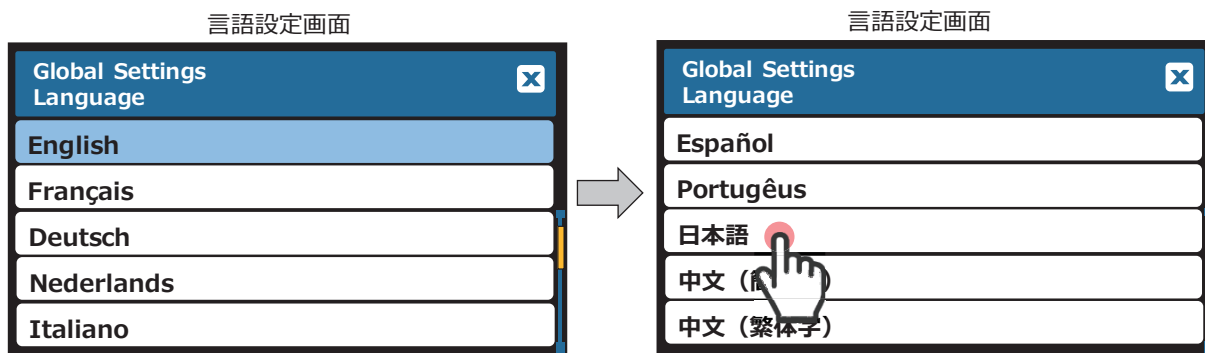 言語設定画面
Global Settings
Language
X
English
Français
Deutsch
Nederlands
Italiano
言語設定画面
Global Settings
Language
X
Español
Portugêus
日本語
中文（
中文（繁体字）